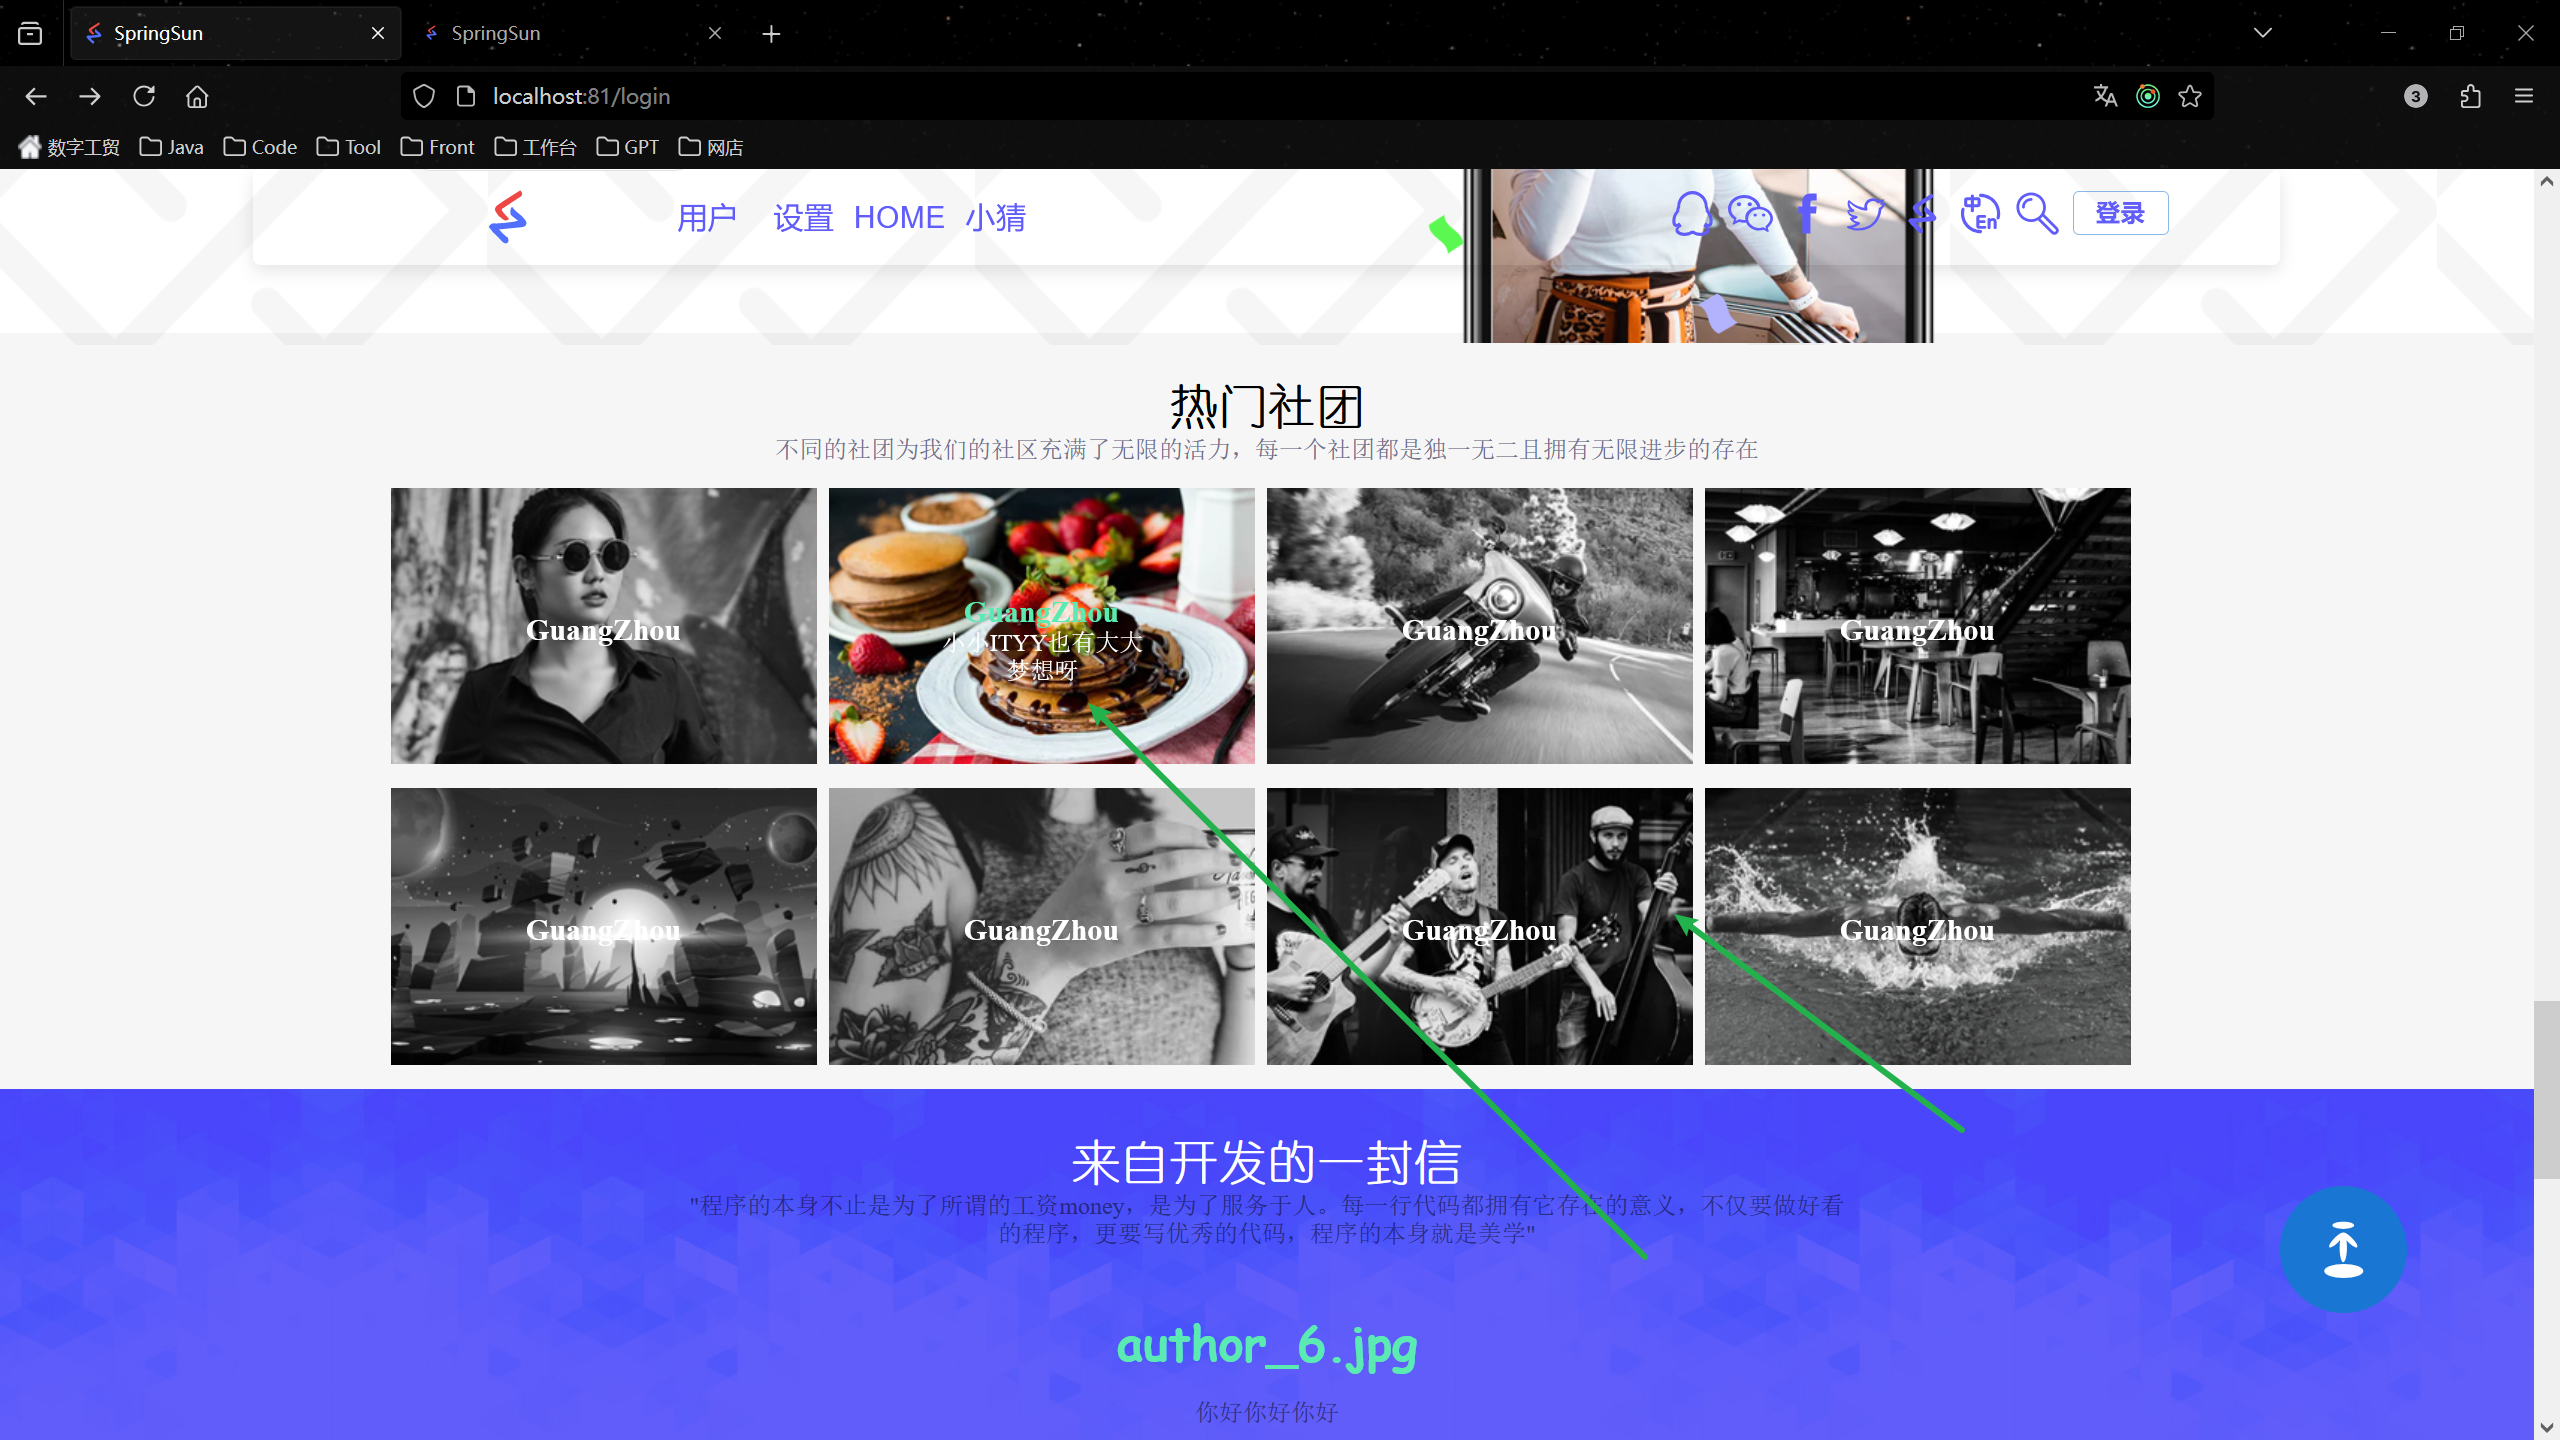 SpringSun
SpringSun
localhost:81/login
3
数字工贸 Java Code Tool Front 工作台 GPT 网店
用户 设置 HOME 小猜
中 En
登录
热门社团
不同的社团为我们的社区充满了无限的活力，每一个社团都是独一无二且拥有无限进步的存在
GuangZhou
GuangZhou
小小ITYY也有大大
梦想呀
GuangZhou
GuangZhou
GuangZhou
GuangZhou
GuangZhou
GuangZhou
来自开发的一封信
"程序的本身不止是为了所谓的工资money，是为了服务于人。每一行代码都拥有它存在的意义，不仅要做好看
的程序，更要写优秀的代码，程序的本身就是美学"
author_6.jpg
你好你好你好